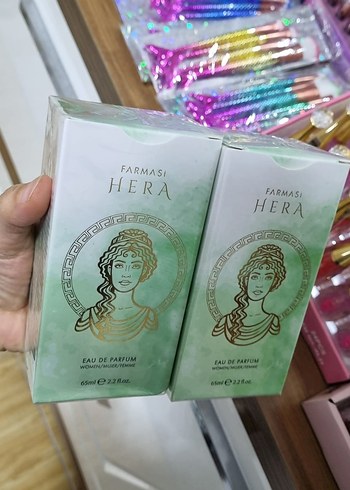 FARMASi
HERA
EAU DE PARFUM
WOMEN/MUJER/FEMME
65ml ℮ 2.2 fl.oz.
FARMASi
HERA
EAU DE PARFUM
WOMEN/MUJER/FEMME
65ml ℮ 2.2 fl.oz.